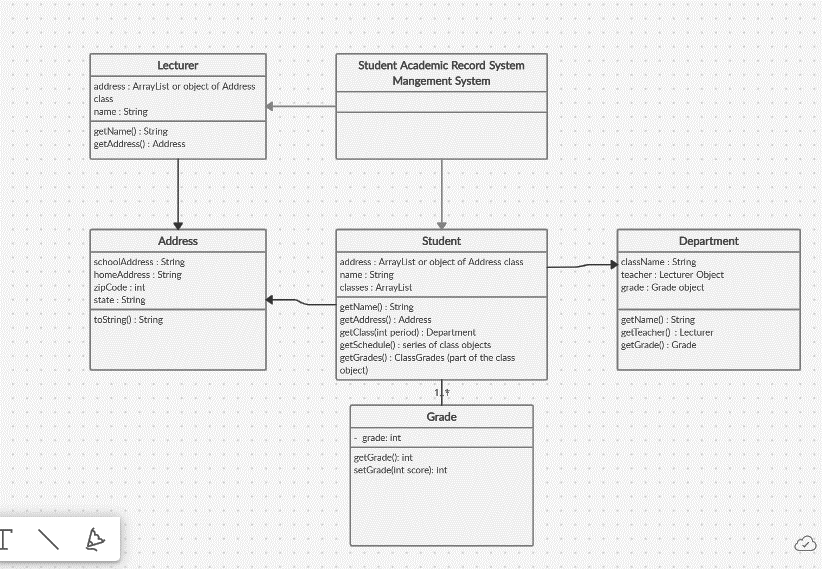 Lecturer
address : ArrayList or object of Address
class
name : String
getName() : String
getAddress() : Address
Student Academic Record System
Mangement System
Address
schoolAddress : String
homeAddress : String
zipCode : int
state : String
toString() : String
Student
address : ArrayList or object of Address class
name : String
classes : ArrayList
getName() : String
getAddress() : Address
getClass(int period) : Department
getSchedule() : series of class objects
getGrades() : ClassGrades (part of the class
object)
Department
className : String
teacher : Lecturer Object
grade : Grade object
getName() : String
getTeacher() : Lecturer
getGrade() : Grade
1..*
Grade
- grade: int
getGrade(): int
setGrade(int score): int
T